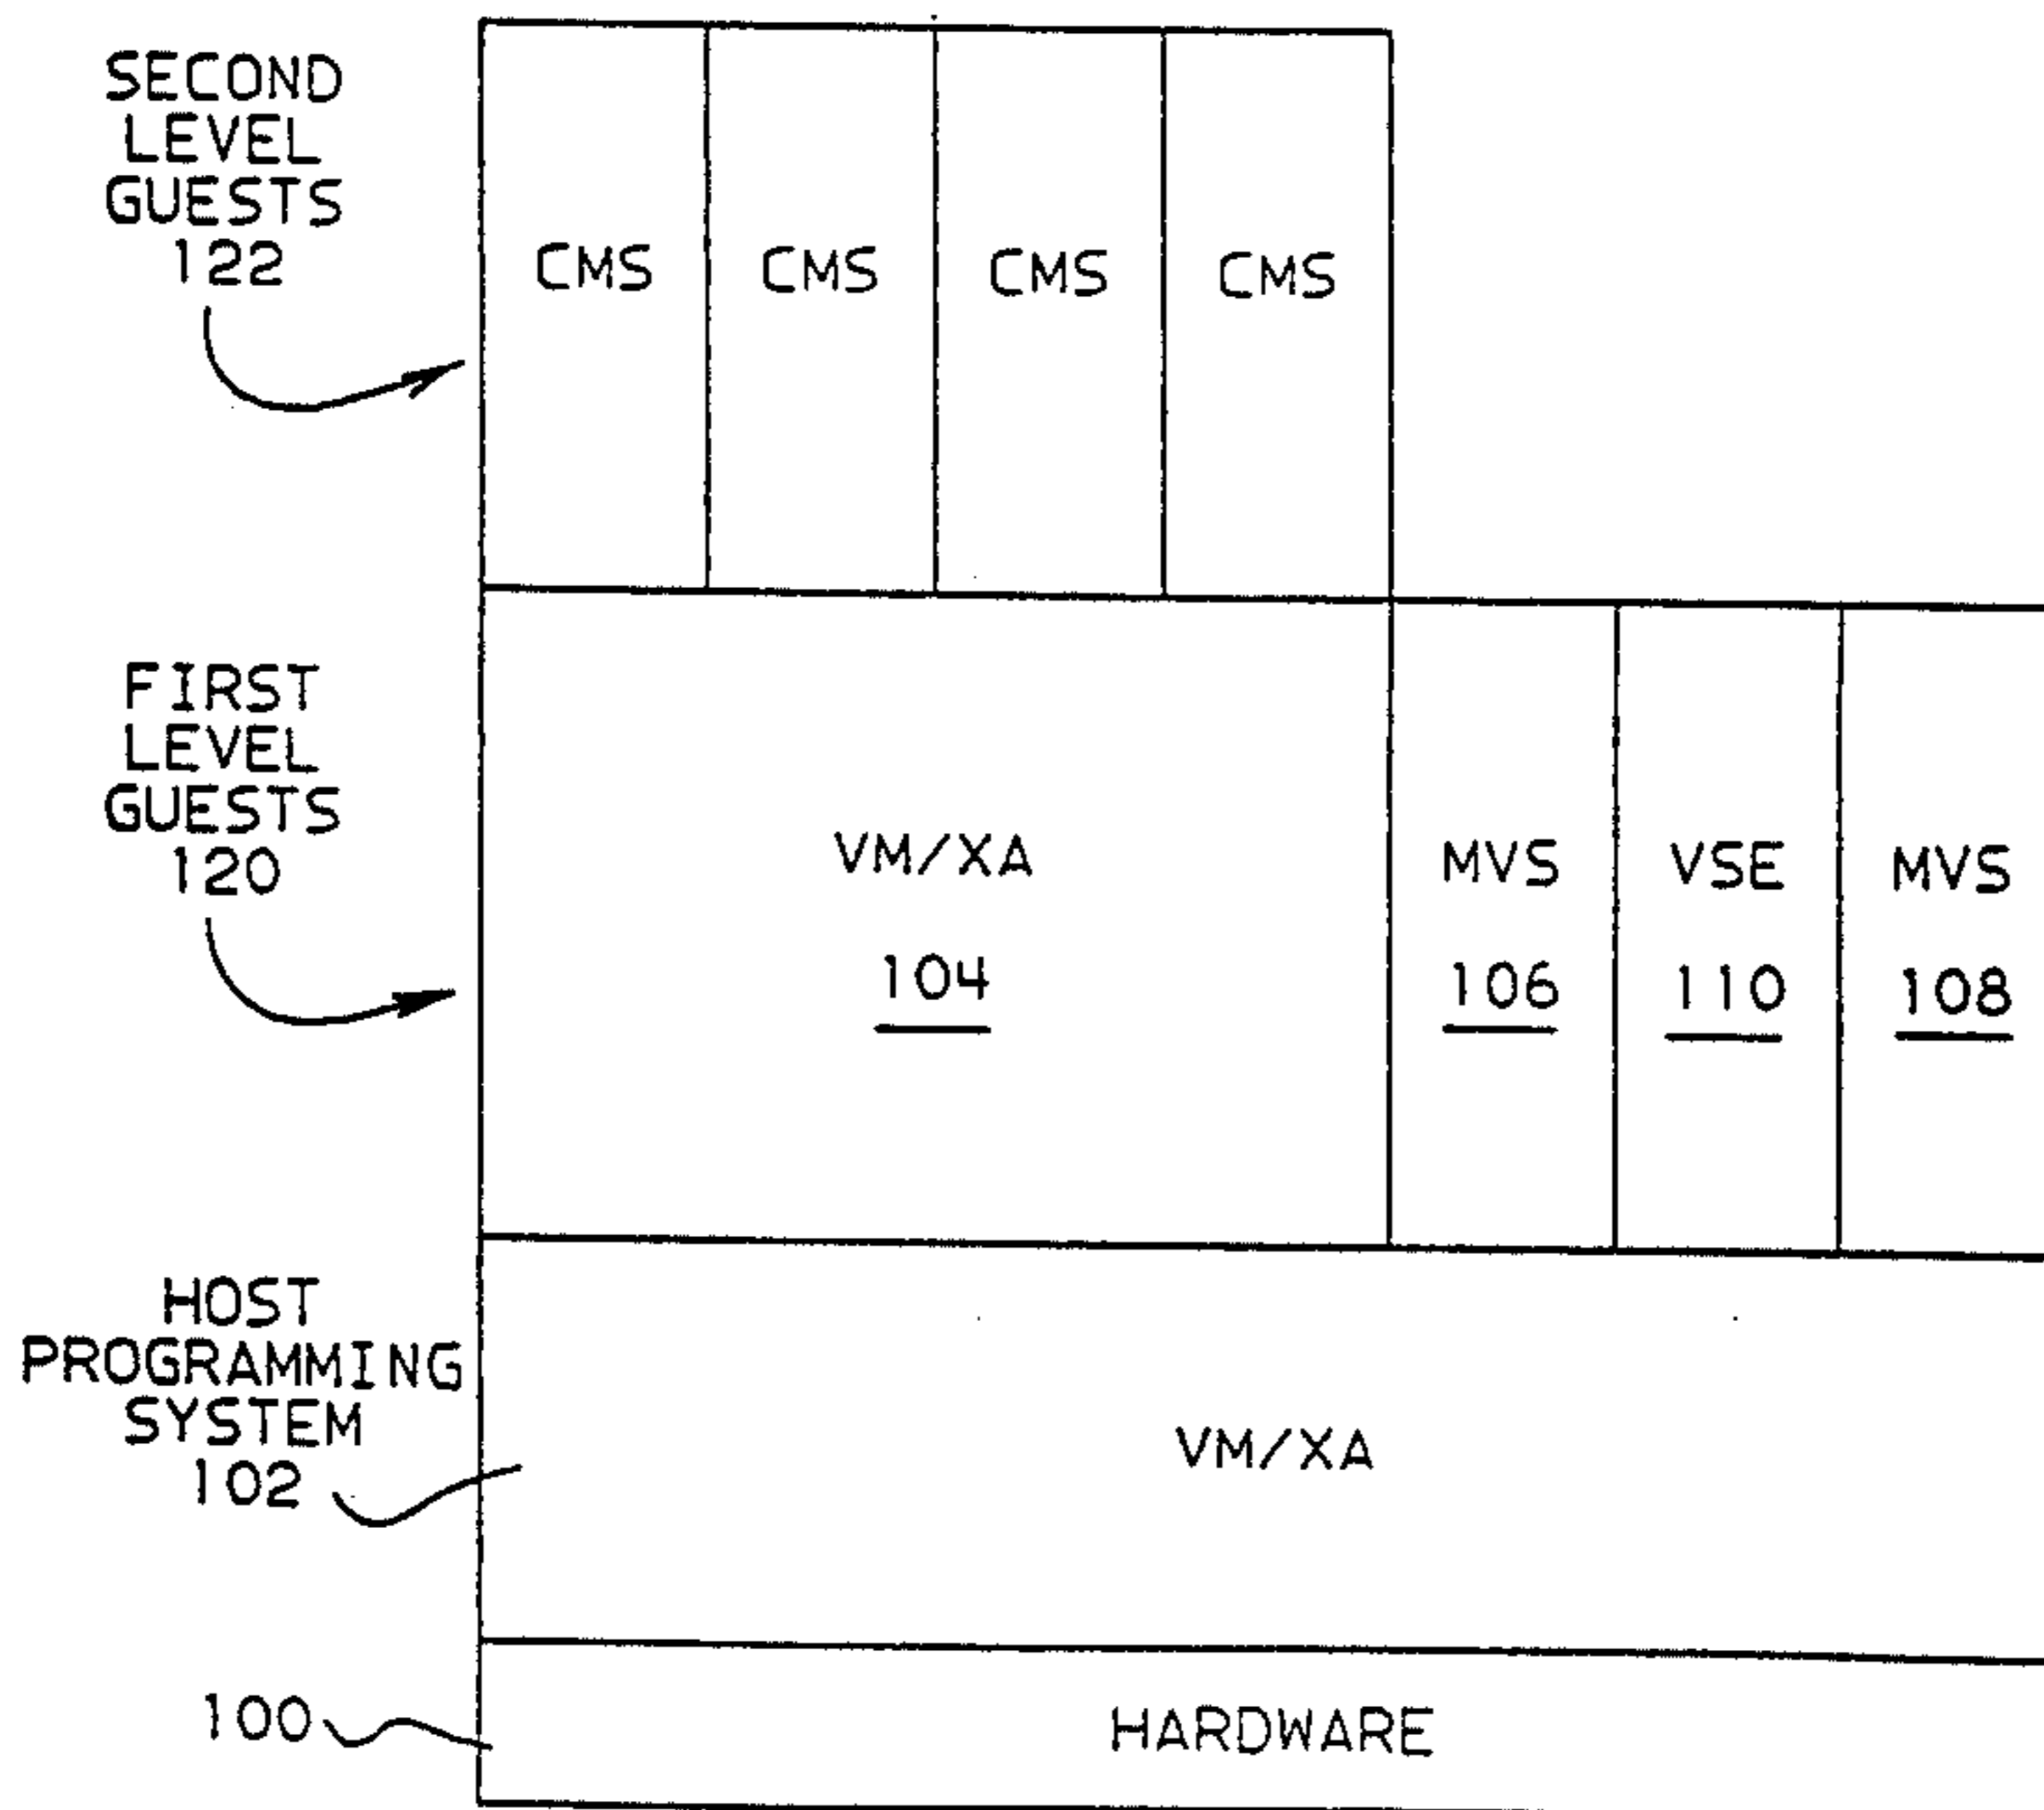 SECOND
LEVEL
GUESTS
122
CMS CMS CMS CMS
FIRST
LEVEL
GUESTS
120
VM/XA MVS VSE MVS
104 106 110 108
HOST
PROGRAMMING
SYSTEM
102
VM/XA
100
HARDWARE